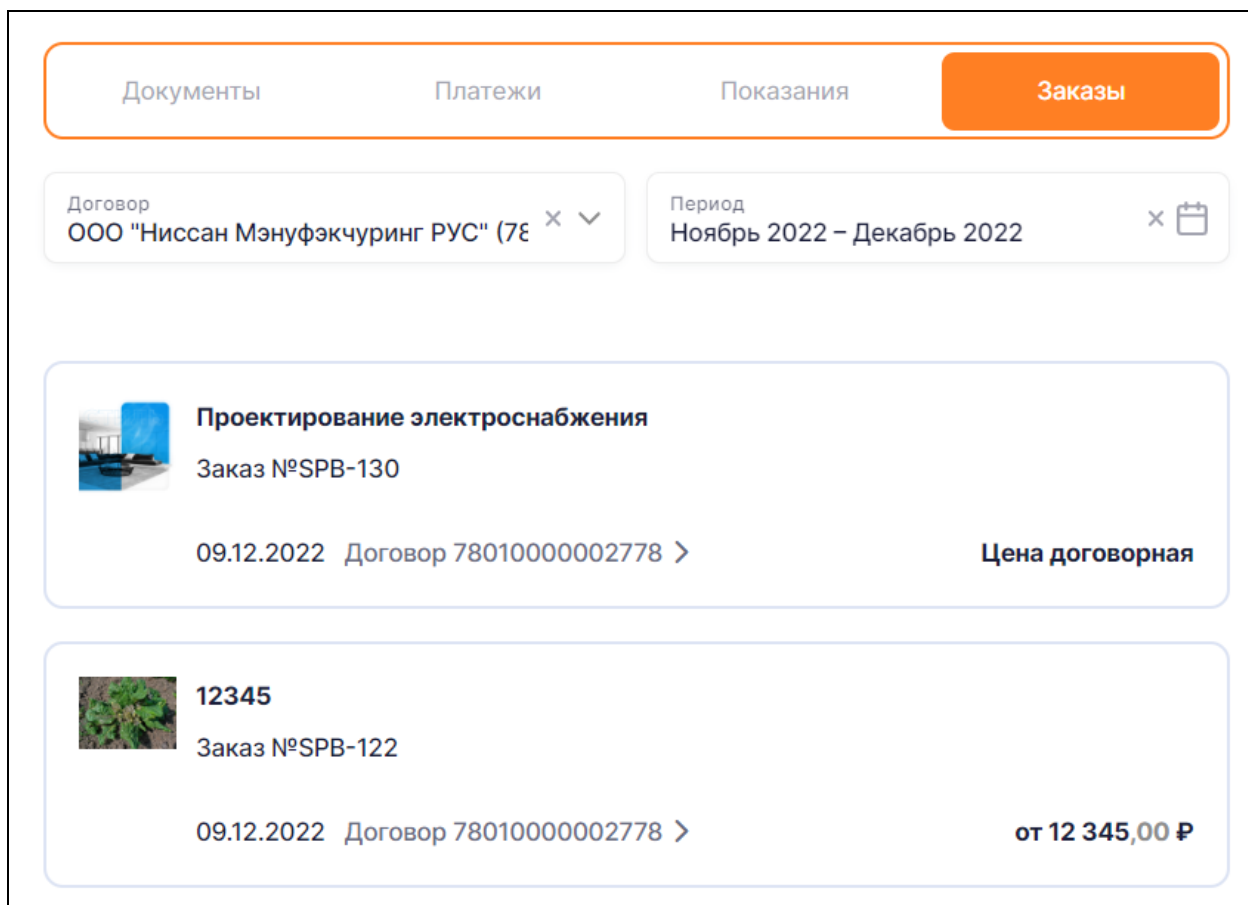 Документы Платежи Показания Заказы
Договор Период
ООО "Ниссан Мэнуфэкчуринг РУС" (78 Ноябрь 2022 – Декабрь 2022
Проектирование электроснабжения
Заказ №SPB-130
09.12.2022 Договор 78010000002778 Цена договорная
12345
Заказ №SPB-122
09.12.2022 Договор 78010000002778 от 12 345,00 ₽